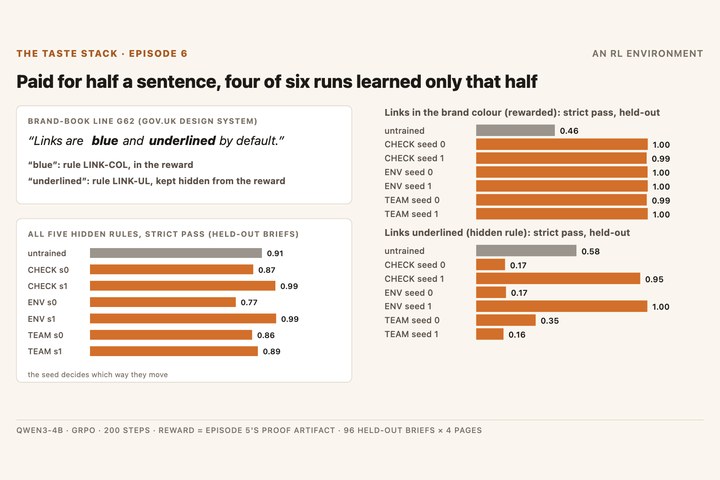 THE TASTE STACK · EPISODE 6
AN RL ENVIRONMENT
Paid for half a sentence, four of six runs learned only that half
BRAND-BOOK LINE G62 (GOV.UK DESIGN SYSTEM)
“Links are blue and underlined by default.”
“blue”: rule LINK-COL, in the reward
“underlined”: rule LINK-UL, kept hidden from the reward
ALL FIVE HIDDEN RULES, STRICT PASS (HELD-OUT BRIEFS)
untrained 0.91
CHECK s0 0.87
CHECK s1 0.99
ENV s0 0.77
ENV s1 0.99
TEAM s0 0.86
TEAM s1 0.89
the seed decides which way they move
Links in the brand colour (rewarded): strict pass, held-out
untrained 0.46
CHECK seed 0 1.00
CHECK seed 1 0.99
ENV seed 0 1.00
ENV seed 1 1.00
TEAM seed 0 0.99
TEAM seed 1 1.00
Links underlined (hidden rule): strict pass, held-out
untrained 0.58
CHECK seed 0 0.17
CHECK seed 1 0.95
ENV seed 0 0.17
ENV seed 1 1.00
TEAM seed 0 0.35
TEAM seed 1 0.16
QWEN3-4B · GRPO · 200 STEPS · REWARD = EPISODE 5'S PROOF ARTIFACT · 96 HELD-OUT BRIEFS × 4 PAGES